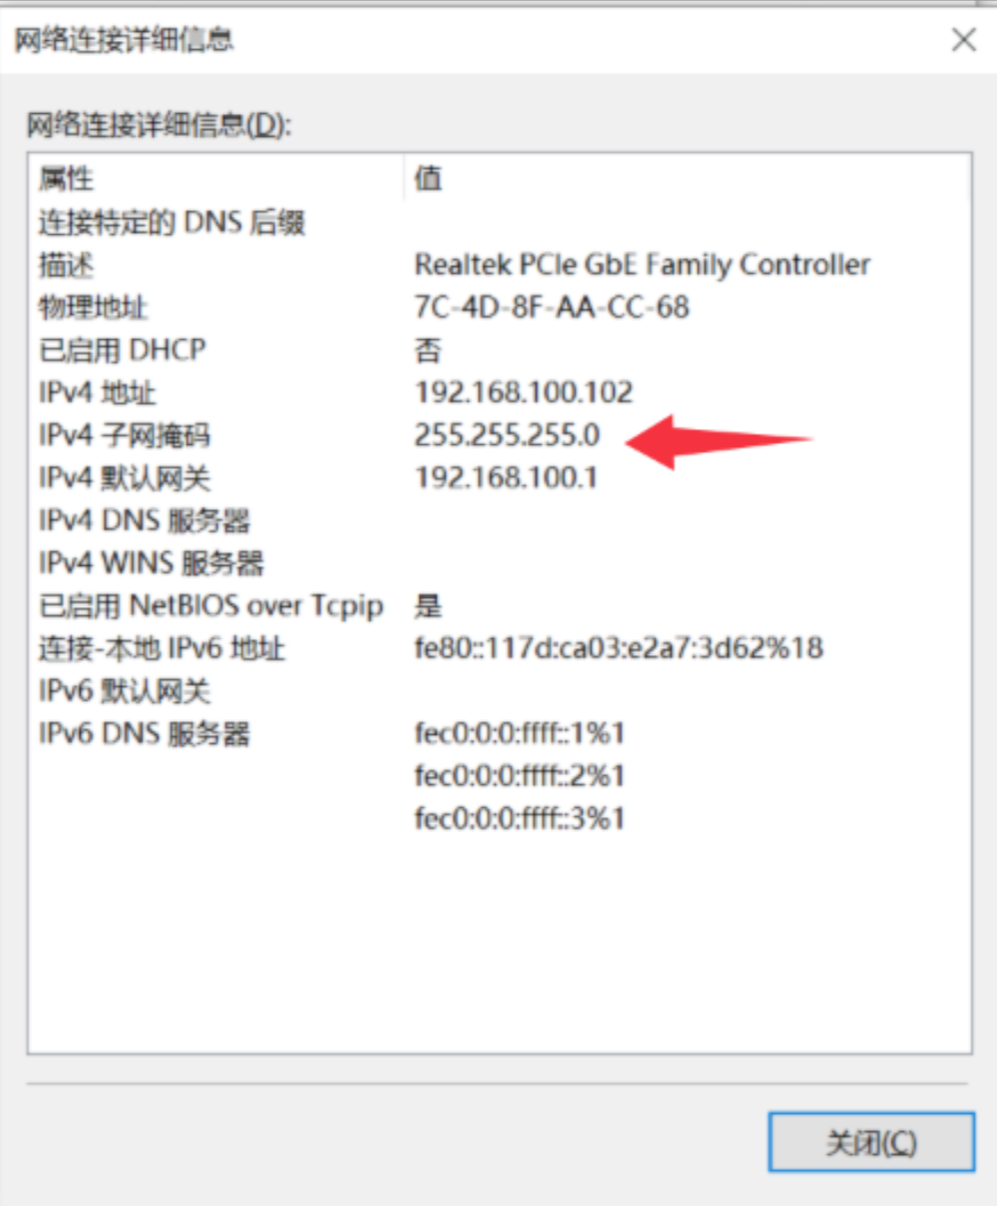 网络连接详细信息
网络连接详细信息(D):
属性 值
连接特定的 DNS 后缀
描述 Realtek PCIe GbE Family Controller
物理地址 7C-4D-8F-AA-CC-68
已启用 DHCP 否
IPv4 地址 192.168.100.102
IPv4 子网掩码 255.255.255.0
IPv4 默认网关 192.168.100.1
IPv4 DNS 服务器
IPv4 WINS 服务器
已启用 NetBIOS over Tcpip 是
连接-本地 IPv6 地址 fe80::117d:ca03:e2a7:3d62%18
IPv6 默认网关
IPv6 DNS 服务器 fec0:0:0:ffff::1%1
fec0:0:0:ffff::2%1
fec0:0:0:ffff::3%1
关闭(C)